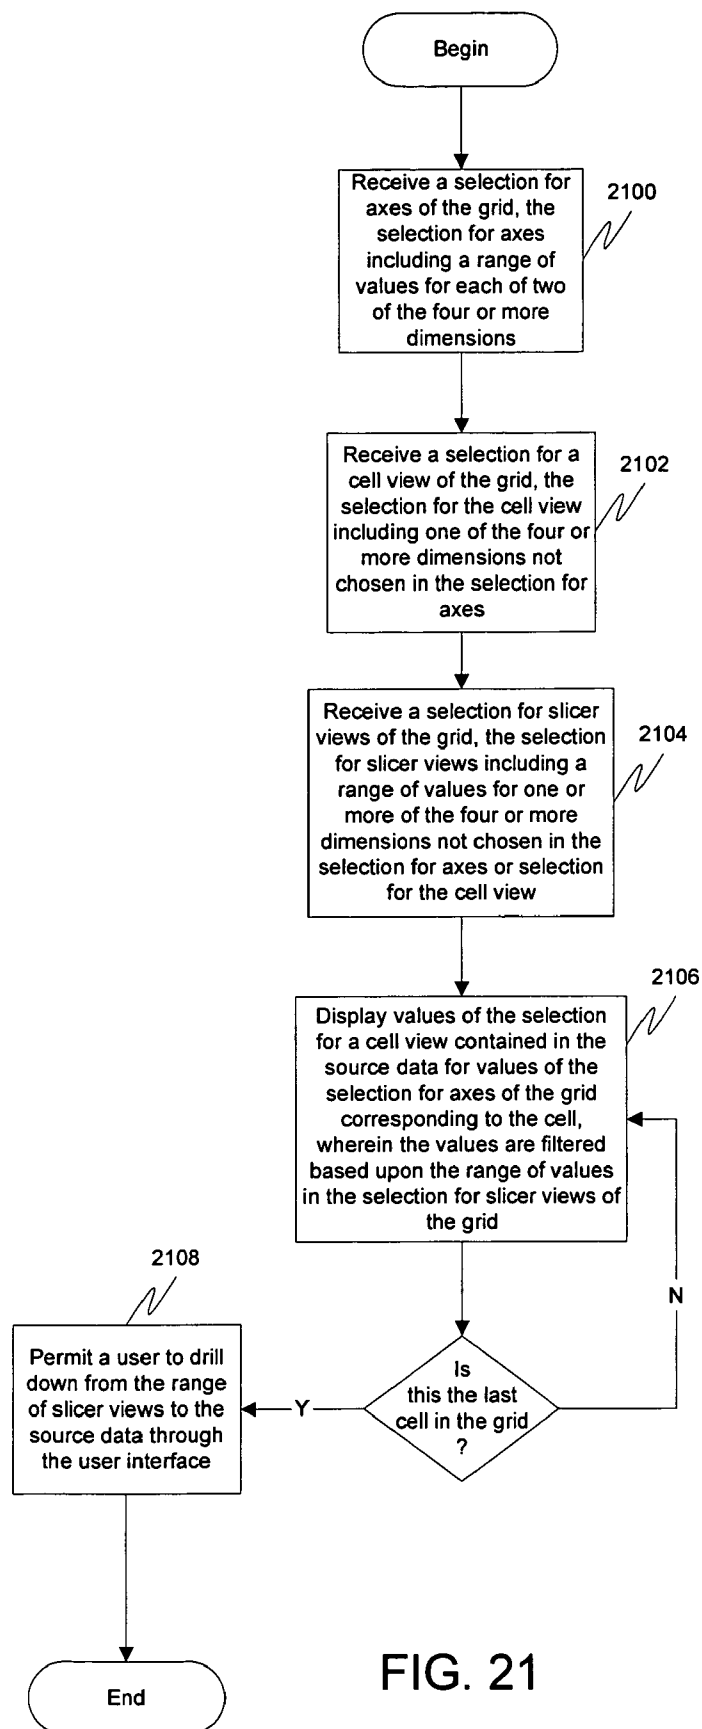 Begin
Receive a selection for
axes of the grid, the
selection for axes
including a range of
values for each of two
of the four or more
dimensions
2100
Receive a selection for a
cell view of the grid, the
selection for the cell view
including one of the four or
more dimensions not
chosen in the selection for
axes
2102
Receive a selection for slicer
views of the grid, the selection
for slicer views including a
range of values for one or
more of the four or more
dimensions not chosen in the
selection for axes or selection
for the cell view
2104
Display values of the selection
for a cell view contained in the
source data for values of the
selection for axes of the grid
corresponding to the cell,
wherein the values are filtered
based upon the range of values
in the selection for slicer views of
the grid
2106
Is
this the last
cell in the grid
?
N
Y
2108
Permit a user to drill
down from the range
of slicer views to the
source data through
the user interface
End
FIG. 21